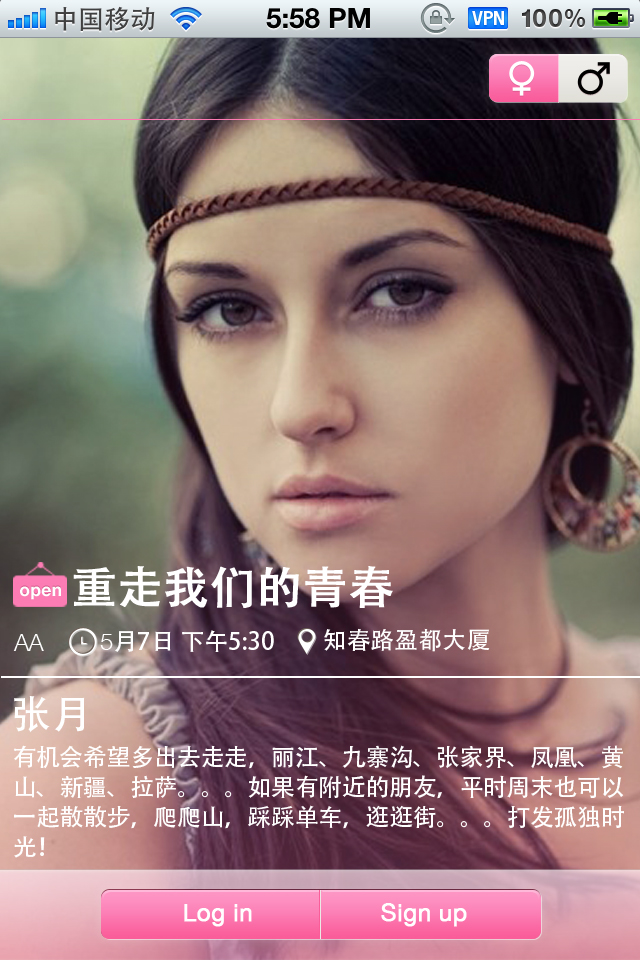 中国移动 5:58 PM VPN 100%
open 重走我们的青春
AA 5月7日 下午5:30 知春路盈都大厦
张月
有机会希望多出去走走，丽江、九寨沟、张家界、凤凰、黄
山、新疆、拉萨。。。如果有附近的朋友，平时周末也可以
一起散散步，爬爬山，踩踩单车，逛逛街。。。打发孤独时
光！
Log in Sign up